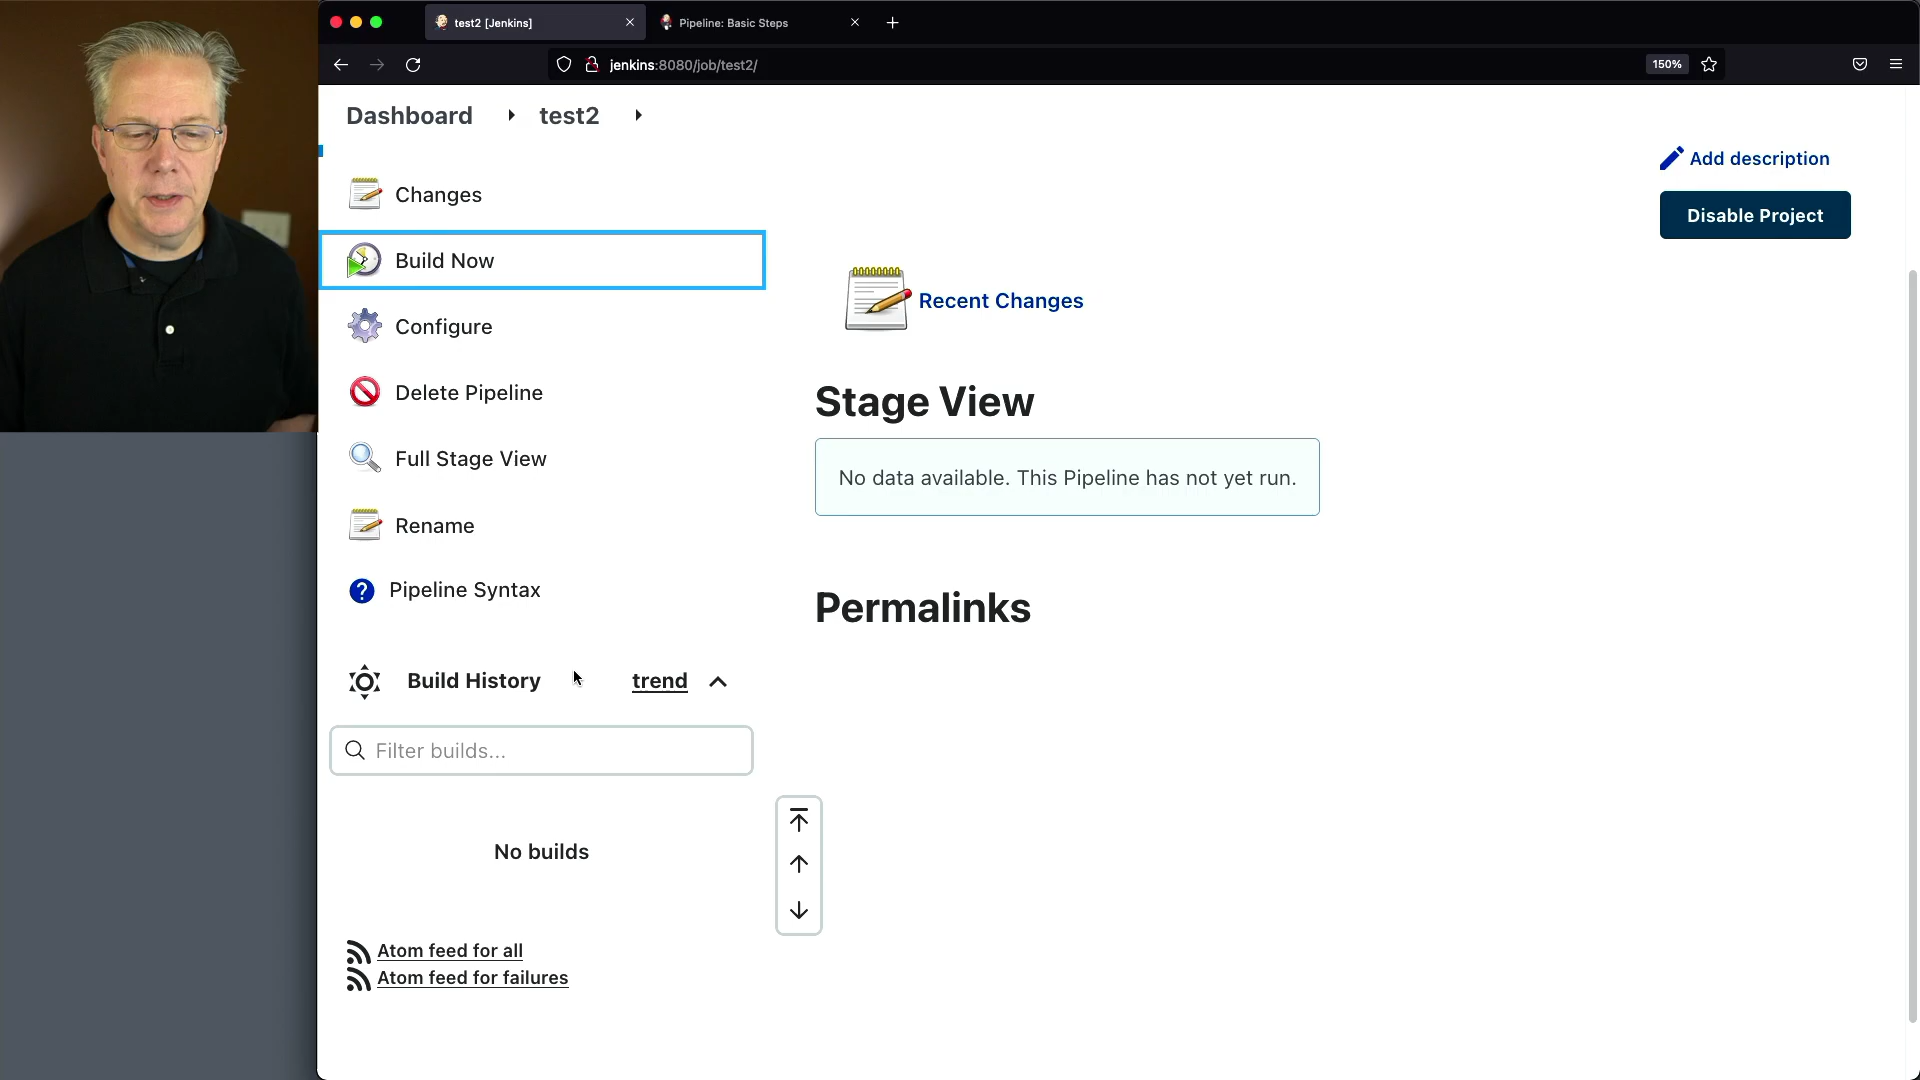 test2 [Jenkins]
Pipeline: Basic Steps
jenkins:8080/job/test2/
150%
Dashboard
test2
Add description
Disable Project
Changes
Build Now
Configure
Delete Pipeline
Full Stage View
Rename
Pipeline Syntax
Recent Changes
Stage View
No data available. This Pipeline has not yet run.
Permalinks
Build History
trend
Filter builds...
No builds
Atom feed for all
Atom feed for failures